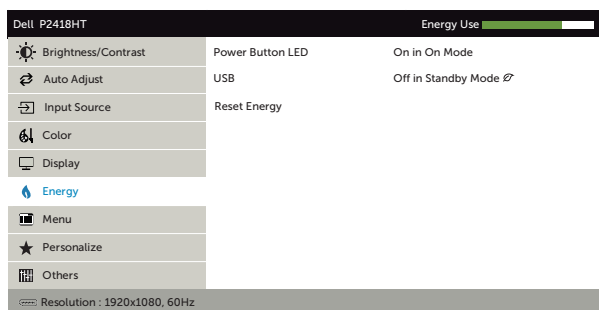 Dell P2418HT Energy Use
Brightness/Contrast Power Button LED On in On Mode
Auto Adjust USB Off in Standby Mode
Input Source Reset Energy
Color
Display
Energy
Menu
Personalize
Others
Resolution : 1920x1080, 60Hz